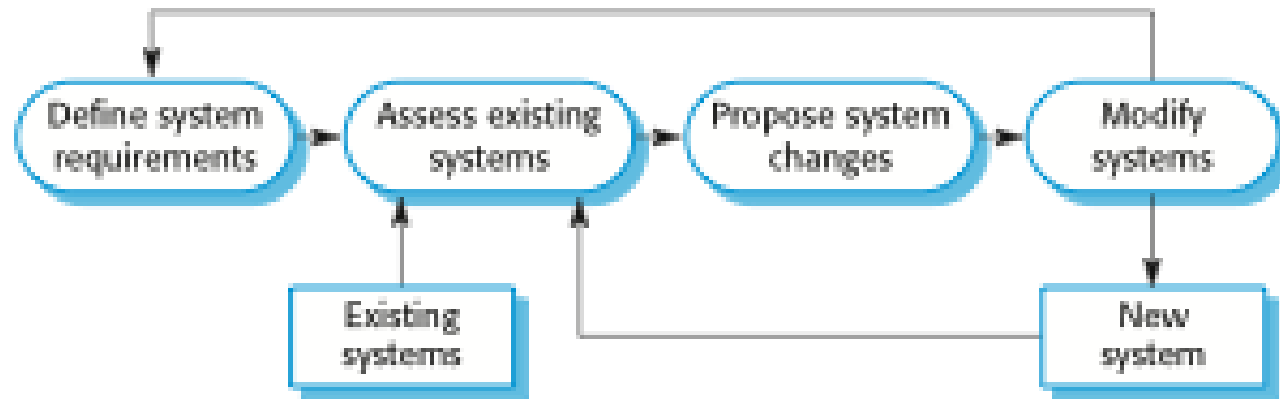 Define system
requirements
Assess existing
systems
Propose system
changes
Modify
systems
Existing
systems
New
system